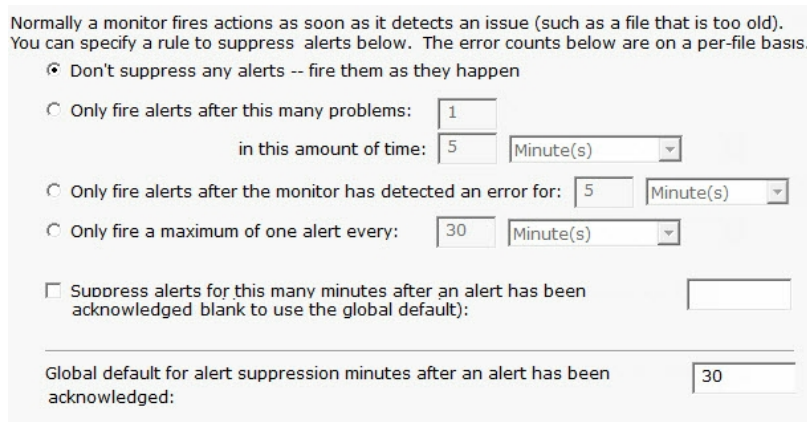 Normally a monitor fires actions as soon as it detects an issue (such as a file that is too old).
You can specify a rule to suppress alerts below. The error counts below are on a per-file basis.
Don't suppress any alerts -- fire them as they happen
Only fire alerts after this many problems: 1
in this amount of time: 5 Minute(s)
Only fire alerts after the monitor has detected an error for: 5 Minute(s)
Only fire a maximum of one alert every: 30 Minute(s)
Suppress alerts for this many minutes after an alert has been
acknowledged blank to use the global default):
Global default for alert suppression minutes after an alert has been 30
acknowledged: